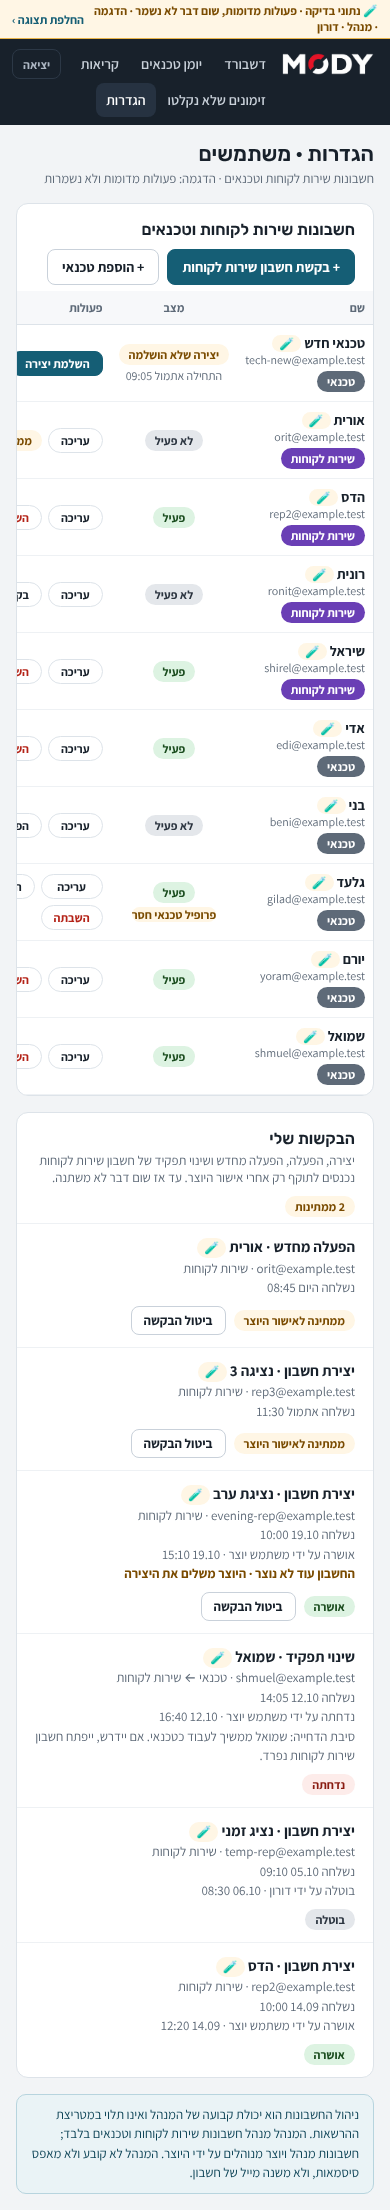 🧪 נתוני בדיקה · פעולות מדומות, שום דבר לא נשמר · הדגמה
· מנהל · דורון
החלפת תצוגה ›
MODY
דשבורד
יומן טכנאים
קריאות
יציאה
זימונים שלא נקלטו
הגדרות
הגדרות • משתמשים
חשבונות שירות לקוחות וטכנאים · הדגמה: פעולות מדומות ולא נשמרות
חשבונות שירות לקוחות וטכנאים
+ בקשת חשבון שירות לקוחות
+ הוספת טכנאי
שם
מצב
פעולות
טכנאי חדש 🧪
tech-new@example.test
טכנאי
יצירה שלא הושלמה
התחילה אתמול 09:05
השלמת יצירה
אורית 🧪
orit@example.test
שירות לקוחות
לא פעיל
עריכה
ממ
הדס 🧪
rep2@example.test
שירות לקוחות
פעיל
עריכה
הש
רונית 🧪
ronit@example.test
שירות לקוחות
לא פעיל
עריכה
בק
שיראל 🧪
shirel@example.test
שירות לקוחות
פעיל
עריכה
הש
אדי 🧪
edi@example.test
טכנאי
פעיל
עריכה
הש
בני 🧪
beni@example.test
טכנאי
לא פעיל
עריכה
הפ
גלעד 🧪
gilad@example.test
טכנאי
פעיל
פרופיל טכנאי חסר
עריכה
השבתה
יורם 🧪
yoram@example.test
טכנאי
פעיל
עריכה
הש
שמואל 🧪
shmuel@example.test
טכנאי
פעיל
עריכה
הש
הבקשות שלי
יצירה, הפעלה, הפעלה מחדש ושינוי תפקיד של חשבון שירות לקוחות
נכנסים לתוקף רק אחרי אישור היוצר. עד אז שום דבר לא משתנה.
2 ממתינות
הפעלה מחדש · אורית 🧪
orit@example.test · שירות לקוחות
נשלחה היום 08:45
ממתינה לאישור היוצר
ביטול הבקשה
יצירת חשבון · נציגה 3 🧪
rep3@example.test · שירות לקוחות
נשלחה אתמול 11:30
ממתינה לאישור היוצר
ביטול הבקשה
יצירת חשבון · נציגת ערב 🧪
evening-rep@example.test · שירות לקוחות
נשלחה 19.10 10:00
אושרה על ידי משתמש יוצר · 19.10 15:10
החשבון עוד לא נוצר · היוצר משלים את היצירה
אושרה
ביטול הבקשה
שינוי תפקיד · שמואל 🧪
shmuel@example.test · טכנאי ← שירות לקוחות
נשלחה 12.10 14:05
נדחתה על ידי משתמש יוצר · 12.10 16:40
סיבת הדחייה: שמואל ממשיך לעבוד כטכנאי. אם יידרש, ייפתח חשבון
שירות לקוחות נפרד.
נדחתה
יצירת חשבון · נציג זמני 🧪
temp-rep@example.test · שירות לקוחות
נשלחה 05.10 09:10
בוטלה על ידי דורון · 06.10 08:30
בוטלה
יצירת חשבון · הדס 🧪
rep2@example.test · שירות לקוחות
נשלחה 14.09 10:00
אושרה על ידי משתמש יוצר · 14.09 12:20
אושרה
ניהול החשבונות הוא יכולת קבועה של המנהל ואינו תלוי במטריצת
ההרשאות. המנהל מנהל חשבונות שירות לקוחות וטכנאים בלבד;
חשבונות מנהל ויוצר מנוהלים על ידי היוצר. המנהל לא קובע ולא מאפס
סיסמאות, ולא משנה מייל של חשבון.